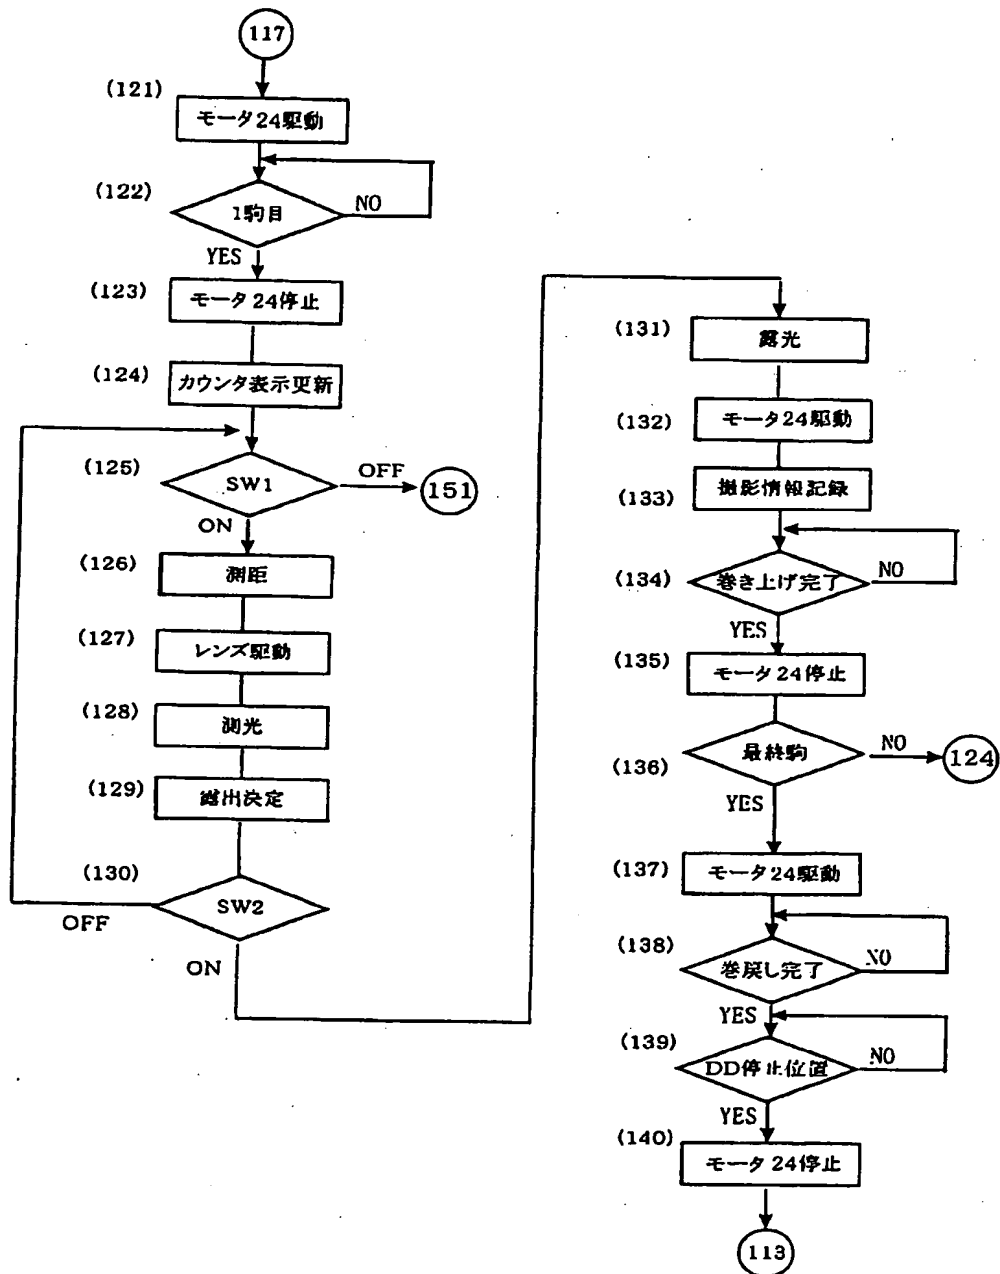 117
(121)
モータ24駆動
(122)
1駒目
NO
YES
(123)
モータ24停止
(124)
カウンタ表示更新
(125)
SW1
OFF
151
ON
(126)
測距
(127)
レンズ駆動
(128)
測光
(129)
露出決定
(130)
SW2
OFF
ON
(131)
露光
(132)
モータ24駆動
(133)
撮影情報記録
(134)
巻き上げ完了
NO
YES
(135)
モータ24停止
(136)
最終駒
NO
124
YES
(137)
モータ24駆動
(138)
巻戻し完了
NO
YES
(139)
DD停止位置
NO
YES
(140)
モータ24停止
113